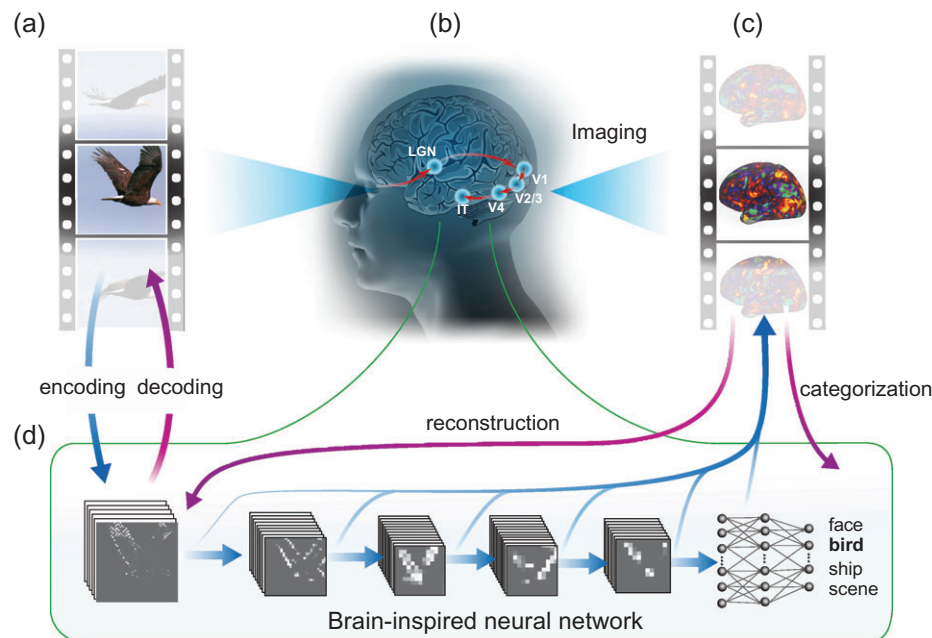 (a)
(b)
(c)
Imaging
LGN
V1
V2/3
V4
IT
encoding
decoding
categorization
reconstruction
(d)
face
bird
ship
scene
Brain-inspired neural network